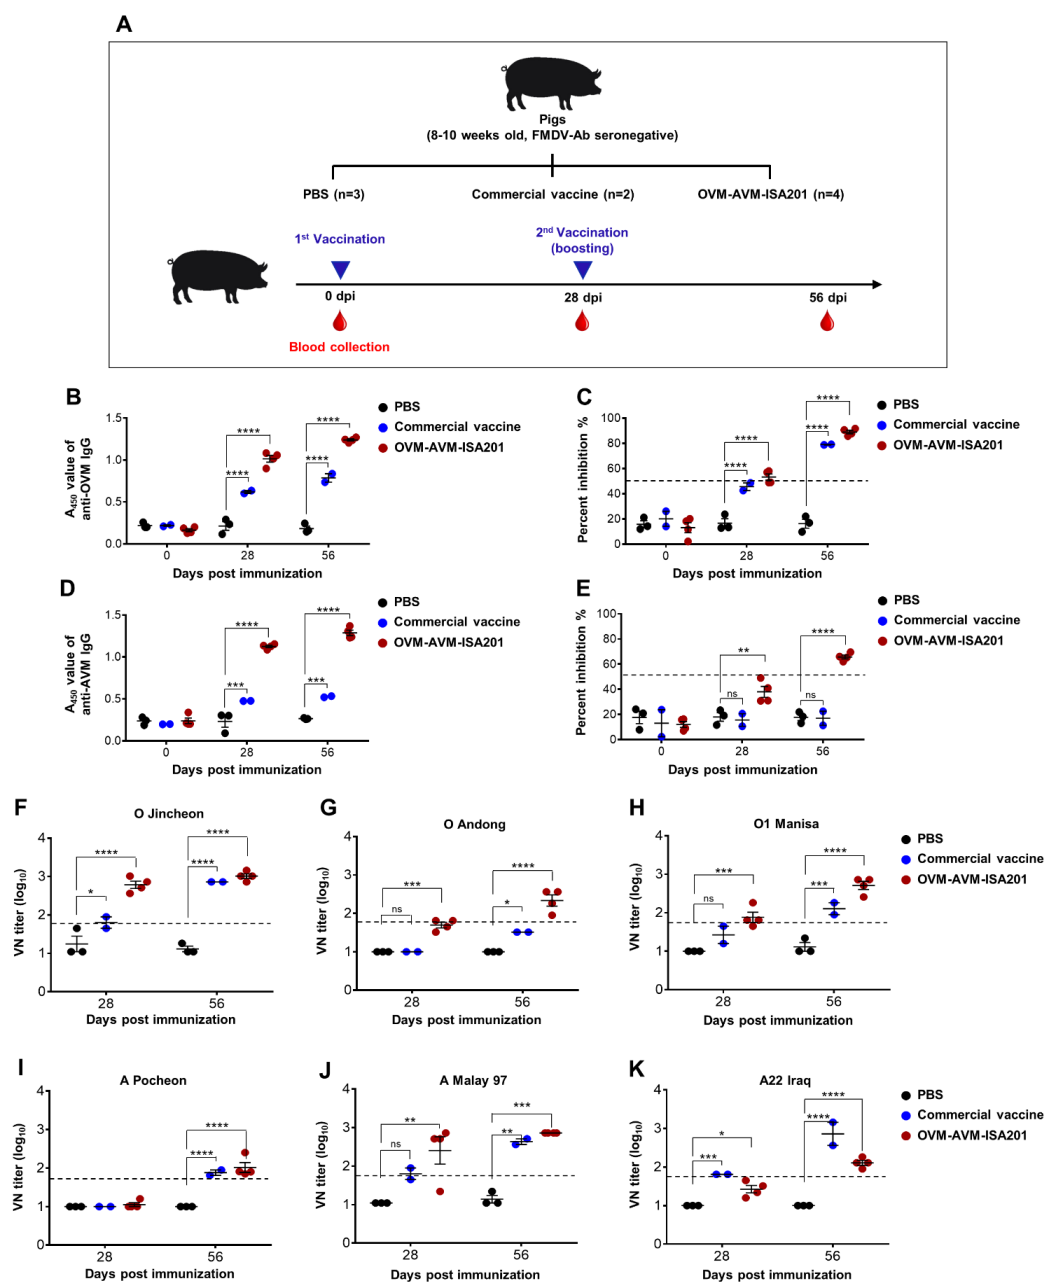 A
Pigs
(8-10 weeks old, FMDV-Ab seronegative)
PBS (n=3)
Commercial vaccine (n=2)
OVM-AVM-ISA201 (n=4)
1st Vaccination
2nd Vaccination
(boosting)
0 dpi
28 dpi
56 dpi
Blood collection
B
A450 value of
anti-OVM IgG
1.5
1.0
0.5
0.0
****
****
****
****
0
28
56
Days post immunization
PBS
Commercial vaccine
OVM-AVM-ISA201
C
Percent inhibition %
100
80
60
40
20
0
****
****
****
****
0
28
56
Days post immunization
PBS
Commercial vaccine
OVM-AVM-ISA201
D
A450 value of
anti-AVM IgG
1.5
1.0
0.5
0.0
****
***
****
***
0
28
56
Days post immunization
PBS
Commercial vaccine
OVM-AVM-ISA201
E
Percent inhibition %
100
80
60
40
20
0
**
ns
****
ns
0
28
56
Days post immunization
PBS
Commercial vaccine
OVM-AVM-ISA201
F
O Jincheon
VN titer (log10)
4
3
2
1
0
****
*
****
****
28
56
Days post immunization
G
O Andong
VN titer (log10)
4
3
2
1
0
***
ns
****
*
28
56
Days post immunization
H
O1 Manisa
VN titer (log10)
4
3
2
1
0
***
ns
****
***
28
56
Days post immunization
PBS
Commercial vaccine
OVM-AVM-ISA201
I
A Pocheon
VN titer (log10)
4
3
2
1
0
****
****
28
56
Days post immunization
J
A Malay 97
VN titer (log10)
4
3
2
1
0
**
ns
***
**
28
56
Days post immunization
K
A22 Iraq
VN titer (log10)
4
3
2
1
0
*
***
****
****
28
56
Days post immunization
PBS
Commercial vaccine
OVM-AVM-ISA201